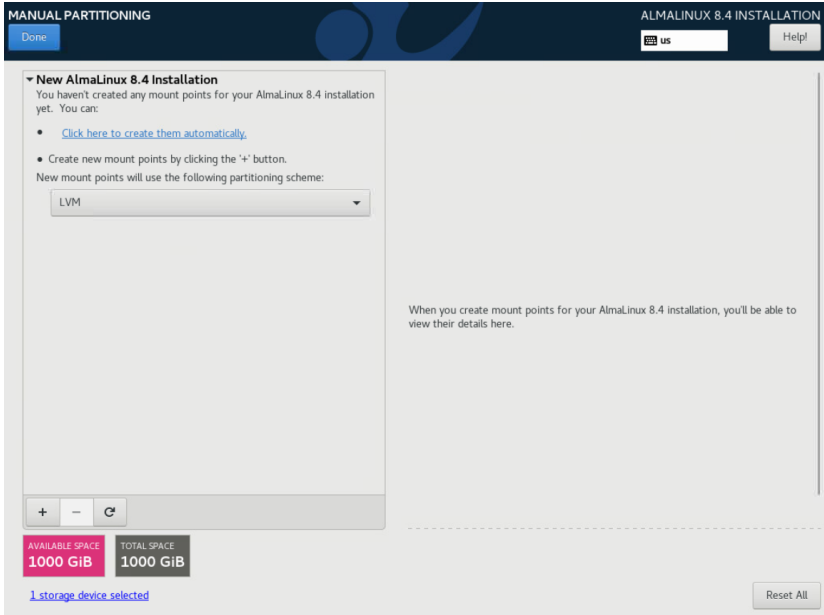 MANUAL PARTITIONING
ALMALINUX 8.4 INSTALLATION
Done
us
Help!
New AlmaLinux 8.4 Installation
You haven't created any mount points for your AlmaLinux 8.4 installation
yet. You can:
Click here to create them automatically.
Create new mount points by clicking the '+' button.
New mount points will use the following partitioning scheme:
LVM
When you create mount points for your AlmaLinux 8.4 installation, you'll be able to
view their details here.
+ −
AVAILABLE SPACE
1000 GiB
TOTAL SPACE
1000 GiB
1 storage device selected
Reset All